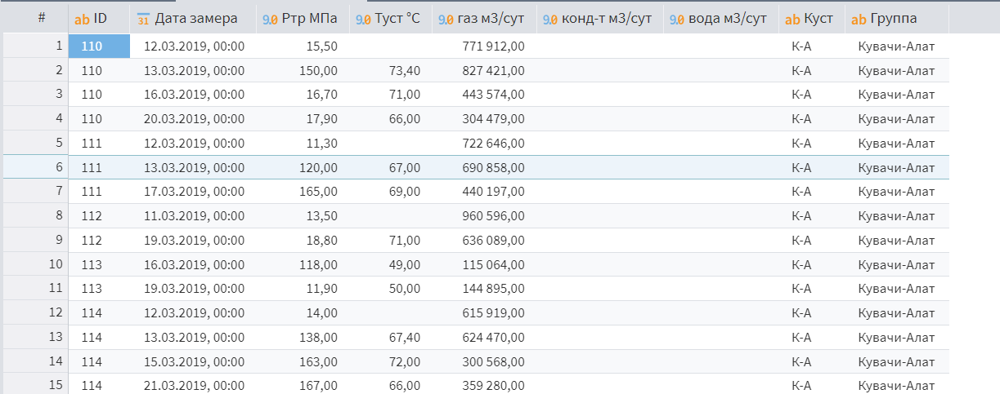 # ab ID 31 Дата замера 9.0 Ртр МПа 9.0 Туст °С 9.0 газ м3/сут 9.0 конд-т м3/сут 9.0 вода м3/сут ab Куст ab Группа
1 110 12.03.2019, 00:00 15,50 771 912,00 К-А Кувачи-Алат
2 110 13.03.2019, 00:00 150,00 73,40 827 421,00 К-А Кувачи-Алат
3 110 16.03.2019, 00:00 16,70 71,00 443 574,00 К-А Кувачи-Алат
4 110 20.03.2019, 00:00 17,90 66,00 304 479,00 К-А Кувачи-Алат
5 111 12.03.2019, 00:00 11,30 722 646,00 К-А Кувачи-Алат
6 111 13.03.2019, 00:00 120,00 67,00 690 858,00 К-А Кувачи-Алат
7 111 17.03.2019, 00:00 165,00 69,00 440 197,00 К-А Кувачи-Алат
8 112 11.03.2019, 00:00 13,50 960 596,00 К-А Кувачи-Алат
9 112 19.03.2019, 00:00 18,80 71,00 636 089,00 К-А Кувачи-Алат
10 113 16.03.2019, 00:00 118,00 49,00 115 064,00 К-А Кувачи-Алат
11 113 19.03.2019, 00:00 11,90 50,00 144 895,00 К-А Кувачи-Алат
12 114 12.03.2019, 00:00 14,00 615 919,00 К-А Кувачи-Алат
13 114 13.03.2019, 00:00 138,00 67,40 624 470,00 К-А Кувачи-Алат
14 114 15.03.2019, 00:00 163,00 72,00 300 568,00 К-А Кувачи-Алат
15 114 21.03.2019, 00:00 167,00 66,00 359 280,00 К-А Кувачи-Алат